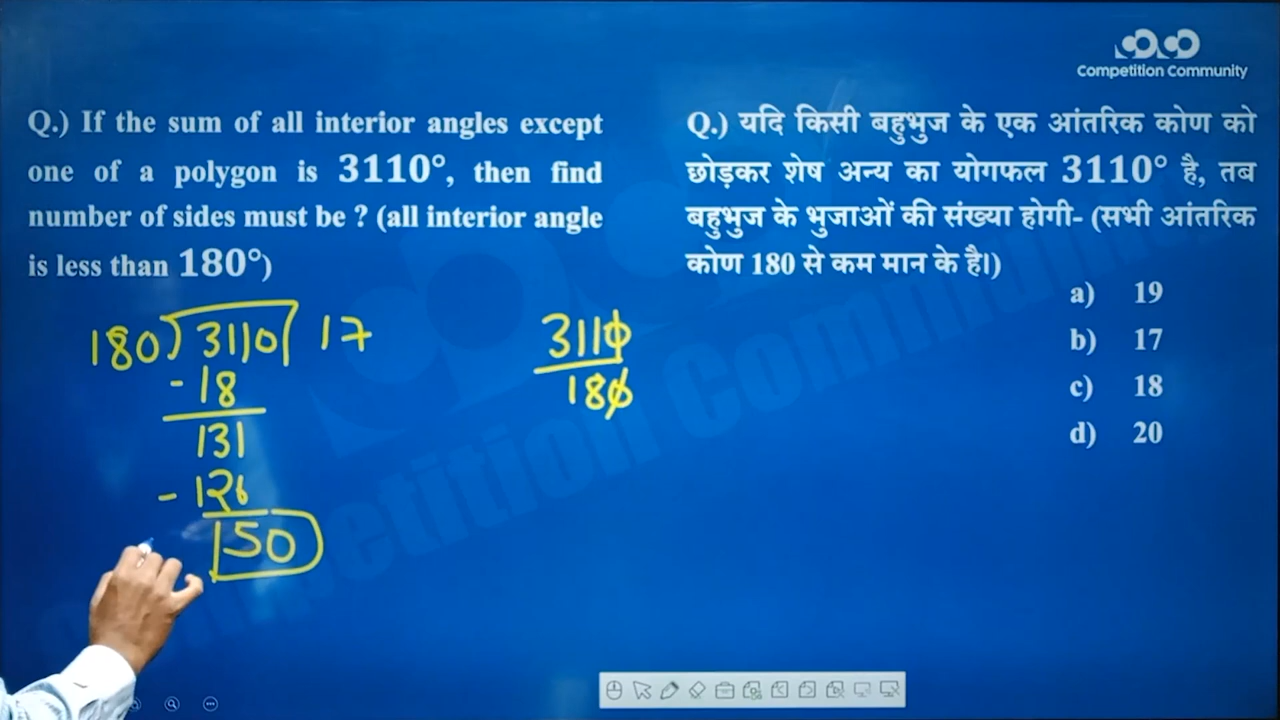 Competition Community
Q.) If the sum of all interior angles except
one of a polygon is 3110°, then find
number of sides must be ? (all interior angle
is less than 180°)
Q.) यदि किसी बहुभुज के एक आंतरिक कोण को
छोड़कर शेष अन्य का योगफल 3110° है, तब
बहुभुज के भुजाओं की संख्या होगी- (सभी आंतरिक
कोण 180 से कम मान के है।)
a) 19
b) 17
c) 18
d) 20
180)3110(17
-18
131
-126
50
3110
180